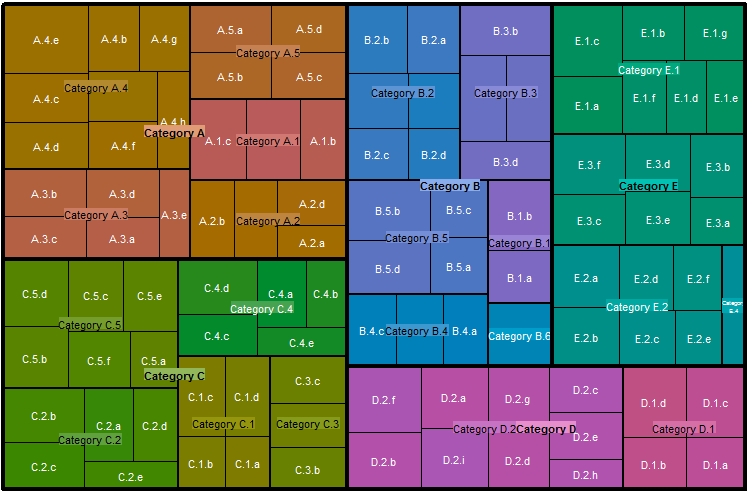 A.4.e
A.4.b
A.4.g
Category A.4
A.4.c
A.4.h
A.4.d
A.4.f
A.5.a
A.5.d
Category A.5
A.5.b
A.5.c
A.1.c
Category A.1
A.1.b
Category A
A.3.b
A.3.d
Category A.3
A.3.e
A.3.c
A.3.a
A.2.b
Category A.2
A.2.d
A.2.a
B.2.b
B.2.a
Category B.2
B.2.c
B.2.d
B.3.b
Category B.3
B.3.d
Category B
B.5.b
B.5.c
Category B.5
B.5.d
B.5.a
B.1.b
Category B.1
B.1.a
B.4.c
Category B.4
B.4.a
Category B.6
E.1.c
E.1.b
E.1.g
Category E.1
E.1.a
E.1.f
E.1.d
E.1.e
E.3.f
E.3.d
E.3.b
Category E
E.3.c
E.3.e
E.3.a
E.2.a
E.2.d
E.2.f
Category E.2
E.2.b
E.2.c
E.2.e
Category
E.4
C.5.d
C.5.c
C.5.e
Category C.5
C.5.b
C.5.f
C.5.a
C.4.d
C.4.a
C.4.b
Category C.4
C.4.c
C.4.e
Category C
C.2.b
C.2.a
C.2.d
Category C.2
C.2.c
C.2.e
C.1.c
C.1.d
Category C.1
C.1.b
C.1.a
C.3.c
Category C.3
C.3.b
D.2.f
D.2.a
D.2.g
D.2.c
Category D.2
Category D
D.2.e
D.2.b
D.2.i
D.2.d
D.2.h
D.1.d
D.1.c
Category D.1
D.1.b
D.1.a